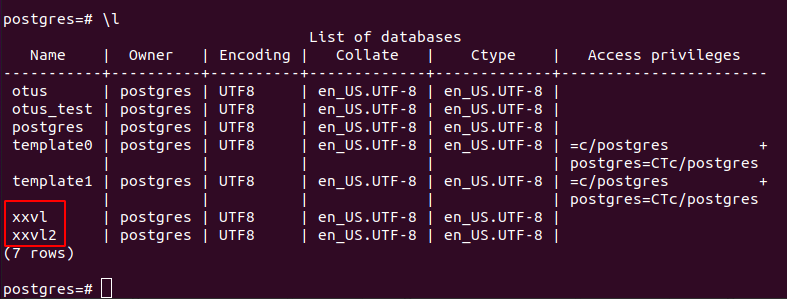 postgres=# \l
                                  List of databases
   Name    |  Owner   | Encoding |   Collate   |    Ctype    |   Access privileges
-----------+----------+----------+-------------+-------------+-----------------------
 otus      | postgres | UTF8     | en_US.UTF-8 | en_US.UTF-8 |
 otus_test | postgres | UTF8     | en_US.UTF-8 | en_US.UTF-8 |
 postgres  | postgres | UTF8     | en_US.UTF-8 | en_US.UTF-8 |
 template0 | postgres | UTF8     | en_US.UTF-8 | en_US.UTF-8 | =c/postgres          +
           |          |          |             |             | postgres=CTc/postgres
 template1 | postgres | UTF8     | en_US.UTF-8 | en_US.UTF-8 | =c/postgres          +
           |          |          |             |             | postgres=CTc/postgres
 xxvl      | postgres | UTF8     | en_US.UTF-8 | en_US.UTF-8 |
 xxvl2     | postgres | UTF8     | en_US.UTF-8 | en_US.UTF-8 |
(7 rows)

postgres=#